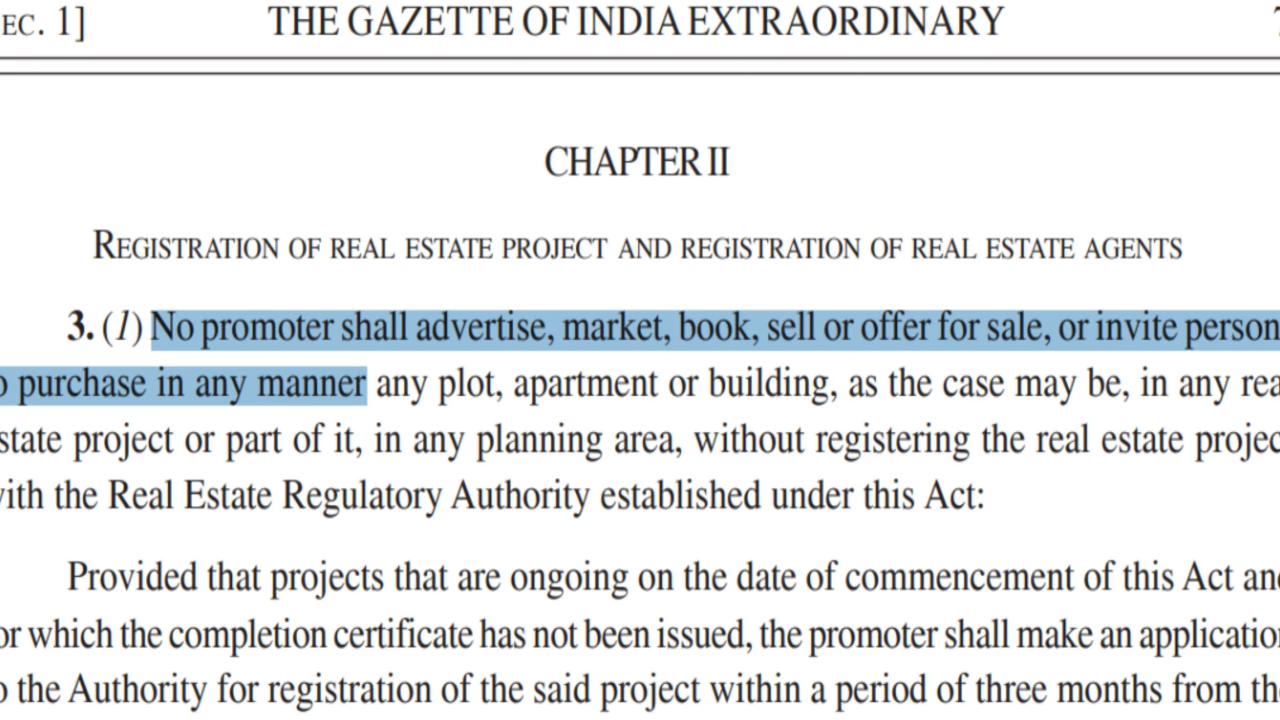 EC. 1] THE GAZETTE OF INDIA EXTRAORDINARY
CHAPTER II
REGISTRATION OF REAL ESTATE PROJECT AND REGISTRATION OF REAL ESTATE AGENTS
3. (1) No promoter shall advertise, market, book, sell or offer for sale, or invite person
o purchase in any manner any plot, apartment or building, as the case may be, in any rea
state project or part of it, in any planning area, without registering the real estate projec
with the Real Estate Regulatory Authority established under this Act:
Provided that projects that are ongoing on the date of commencement of this Act and
or which the completion certificate has not been issued, the promoter shall make an application
o the Authority for registration of the said project within a period of three months from the